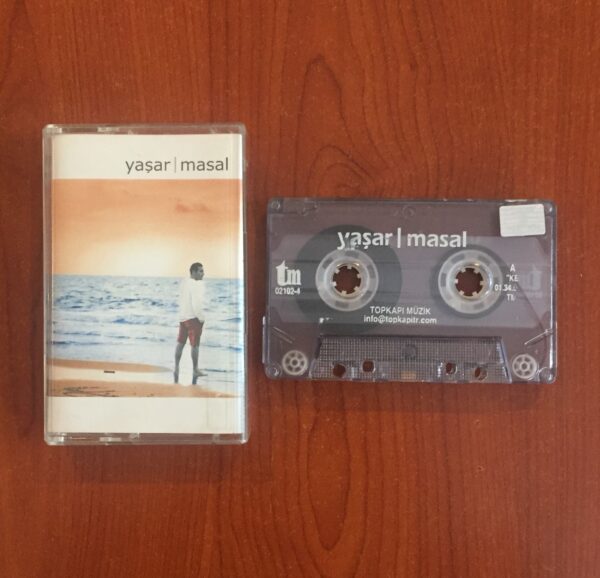 yaşar | masal
yaşar | masal
tm
02102-4
TOPKAPI MÜZİK
info@topkapitr.com
A